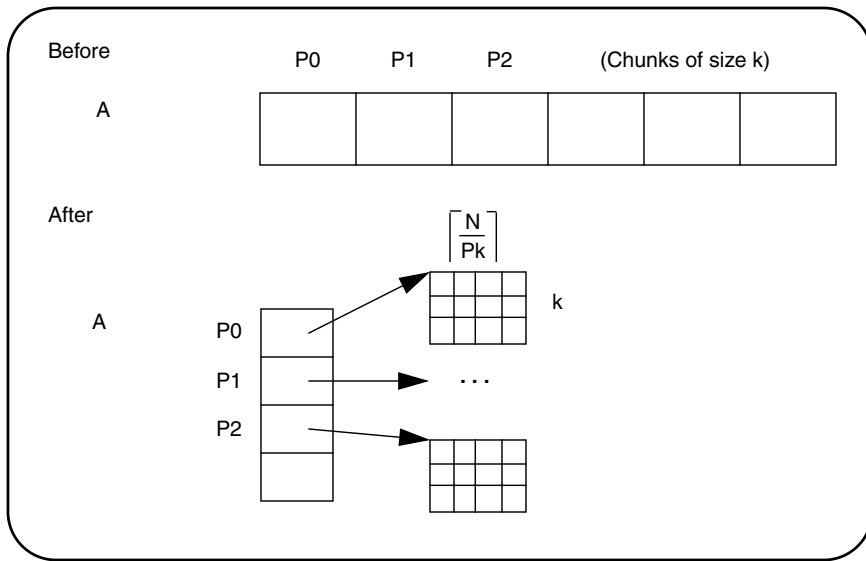 Before
P0 P1 P2 (Chunks of size k)
A
After
⌈N/Pk⌉
k
A
P0
P1
...
P2